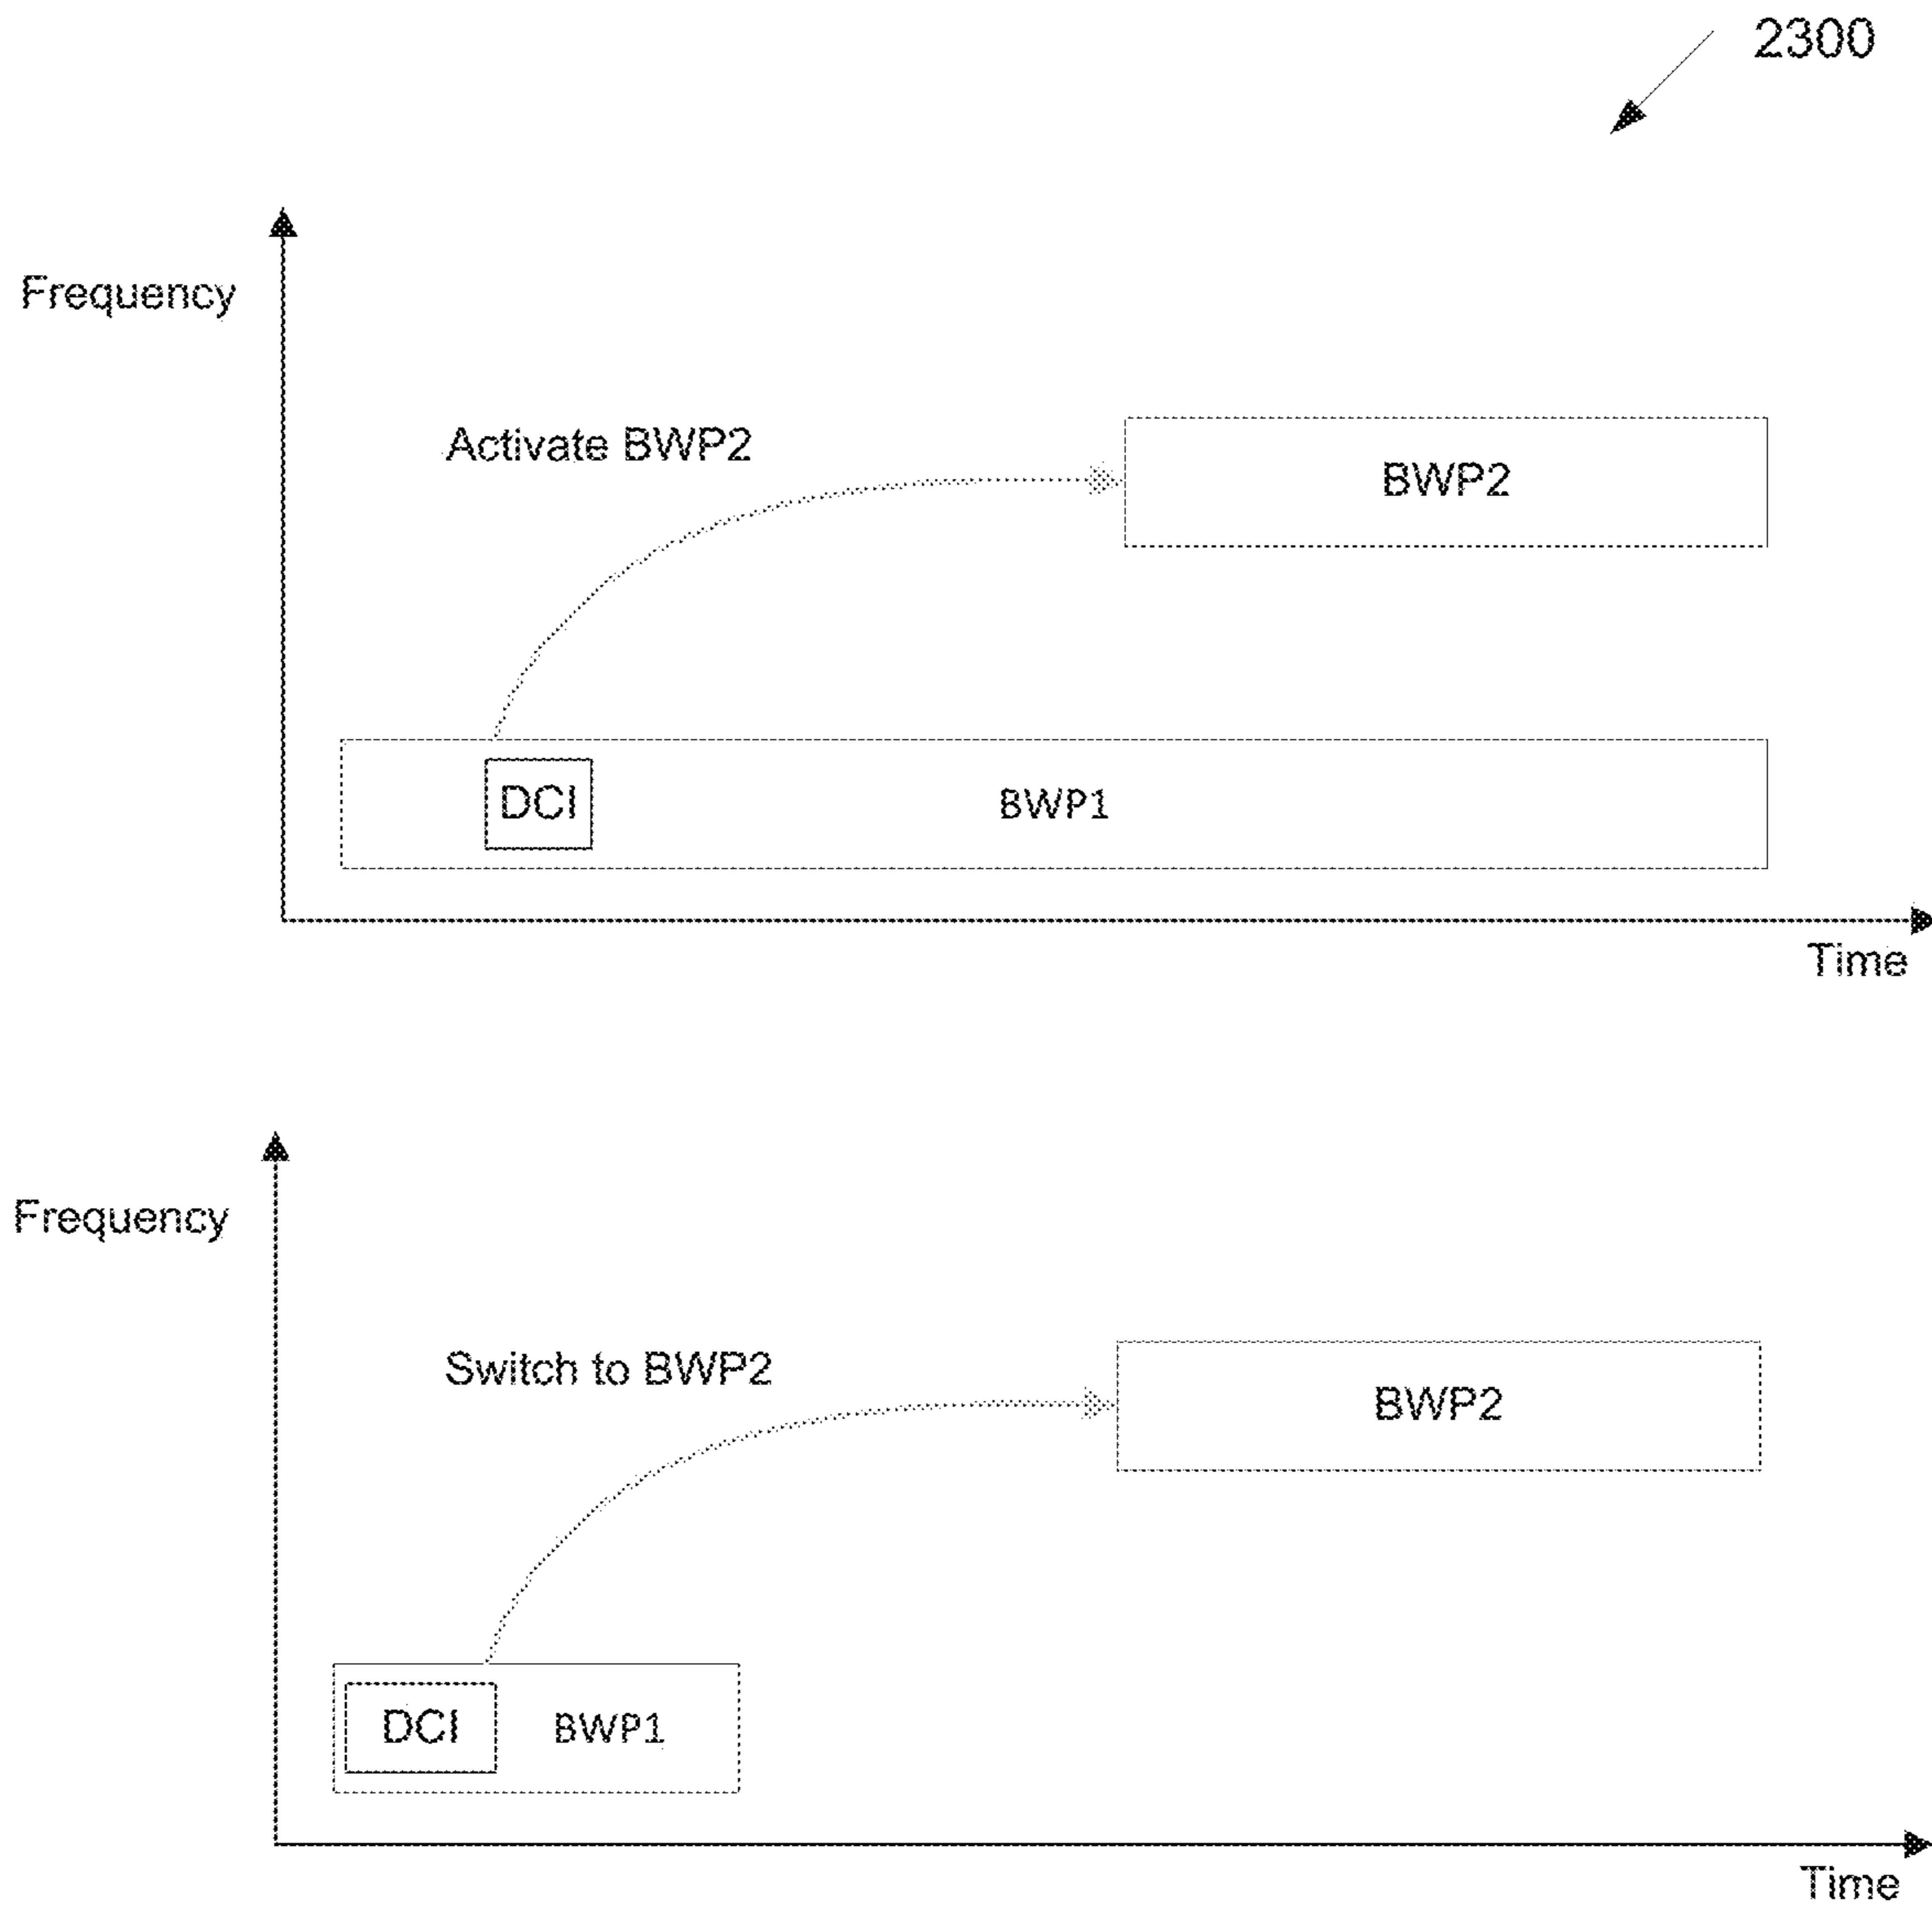 2300
Frequency
Activate BWP2
BWP2
DCI
BWP1
Time
Frequency
Switch to BWP2
BWP2
DCI
BWP1
Time